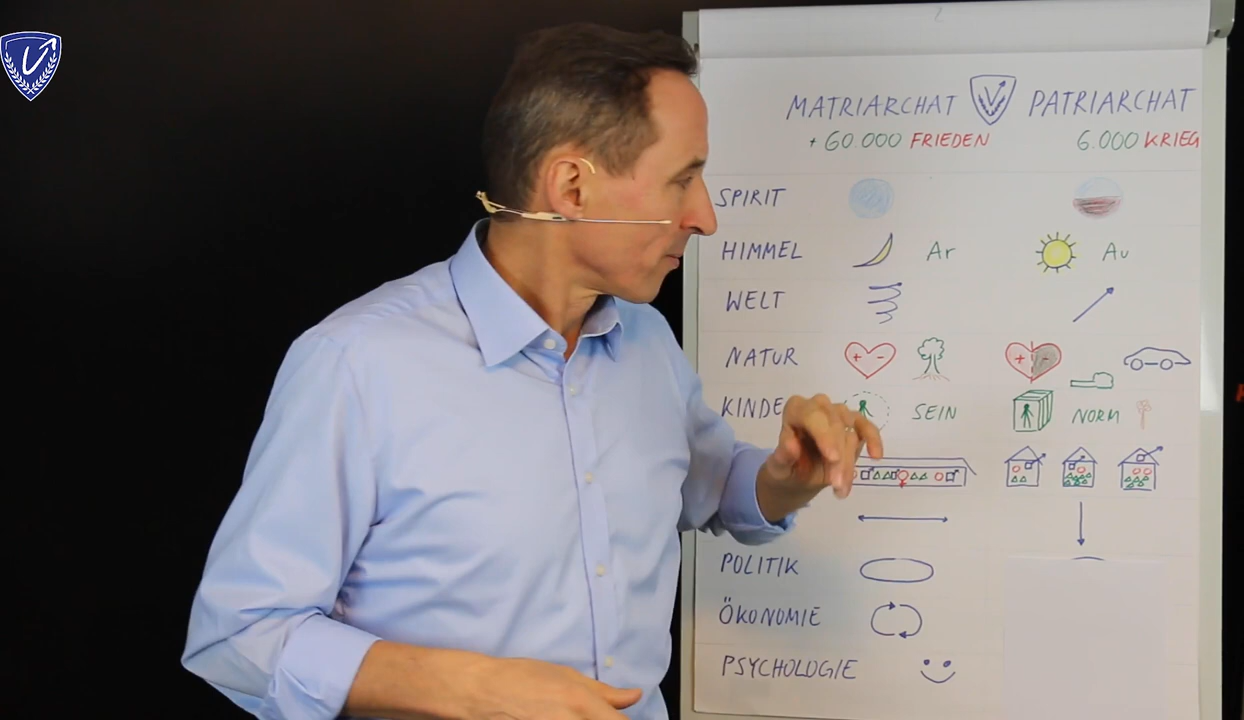 MATRIARCHAT V PATRIARCHAT
+ 60.000 FRIEDEN 6.000 KRIEG
SPIRIT
HIMMEL Ar Au
WELT
NATUR + - + -
KINDE SEIN NORM
POLITIK
ÖKONOMIE
PSYCHOLOGIE